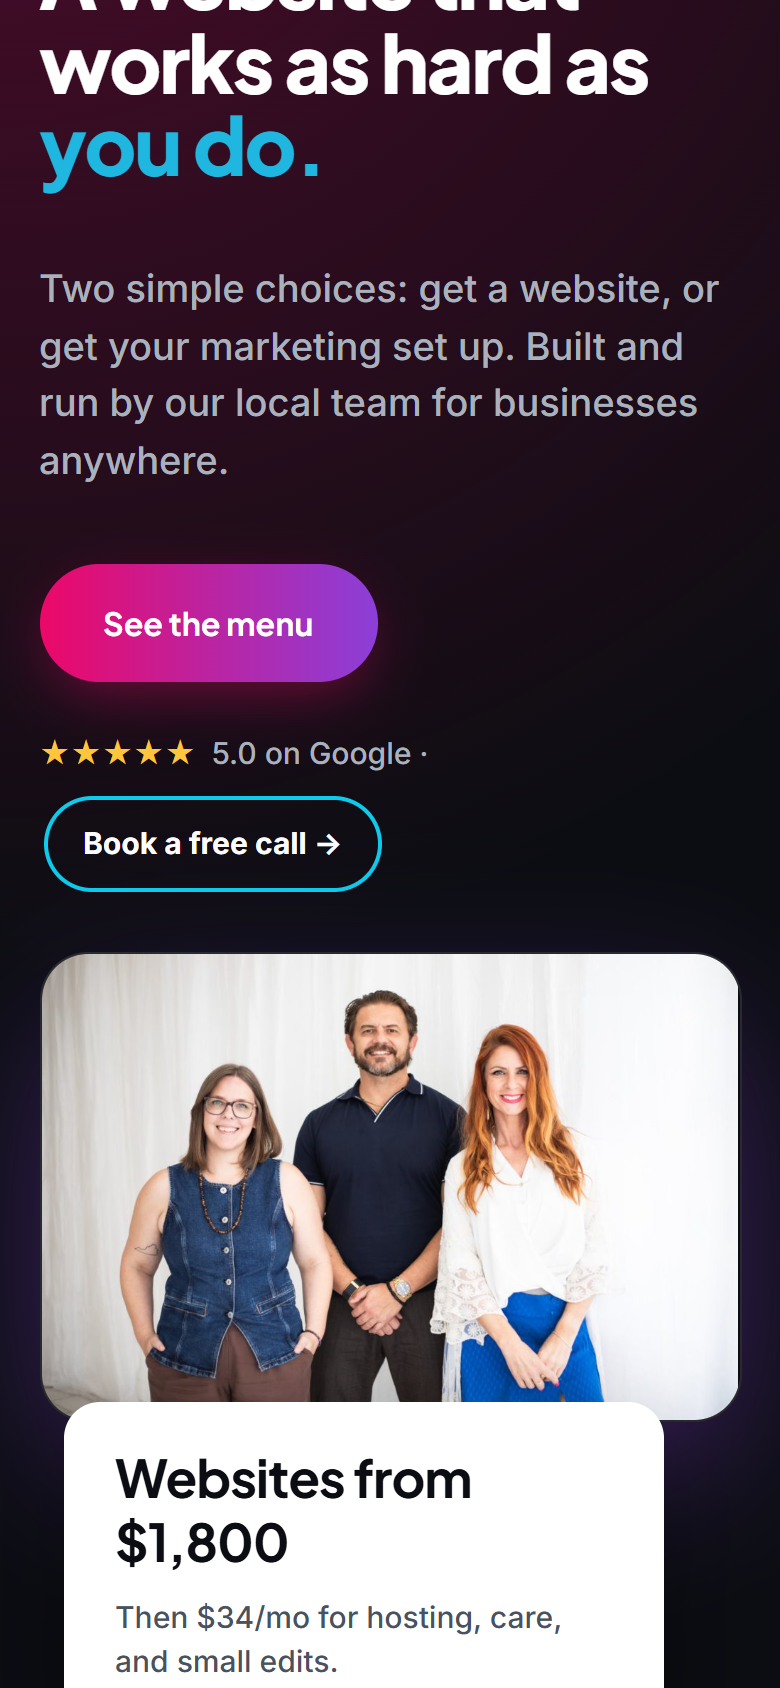 A website that
works as hard as
you do.
Two simple choices: get a website, or
get your marketing set up. Built and
run by our local team for businesses
anywhere.
See the menu
★★★★★ 5.0 on Google ·
Book a free call →
Websites from
$1,800
Then $34/mo for hosting, care,
and small edits.